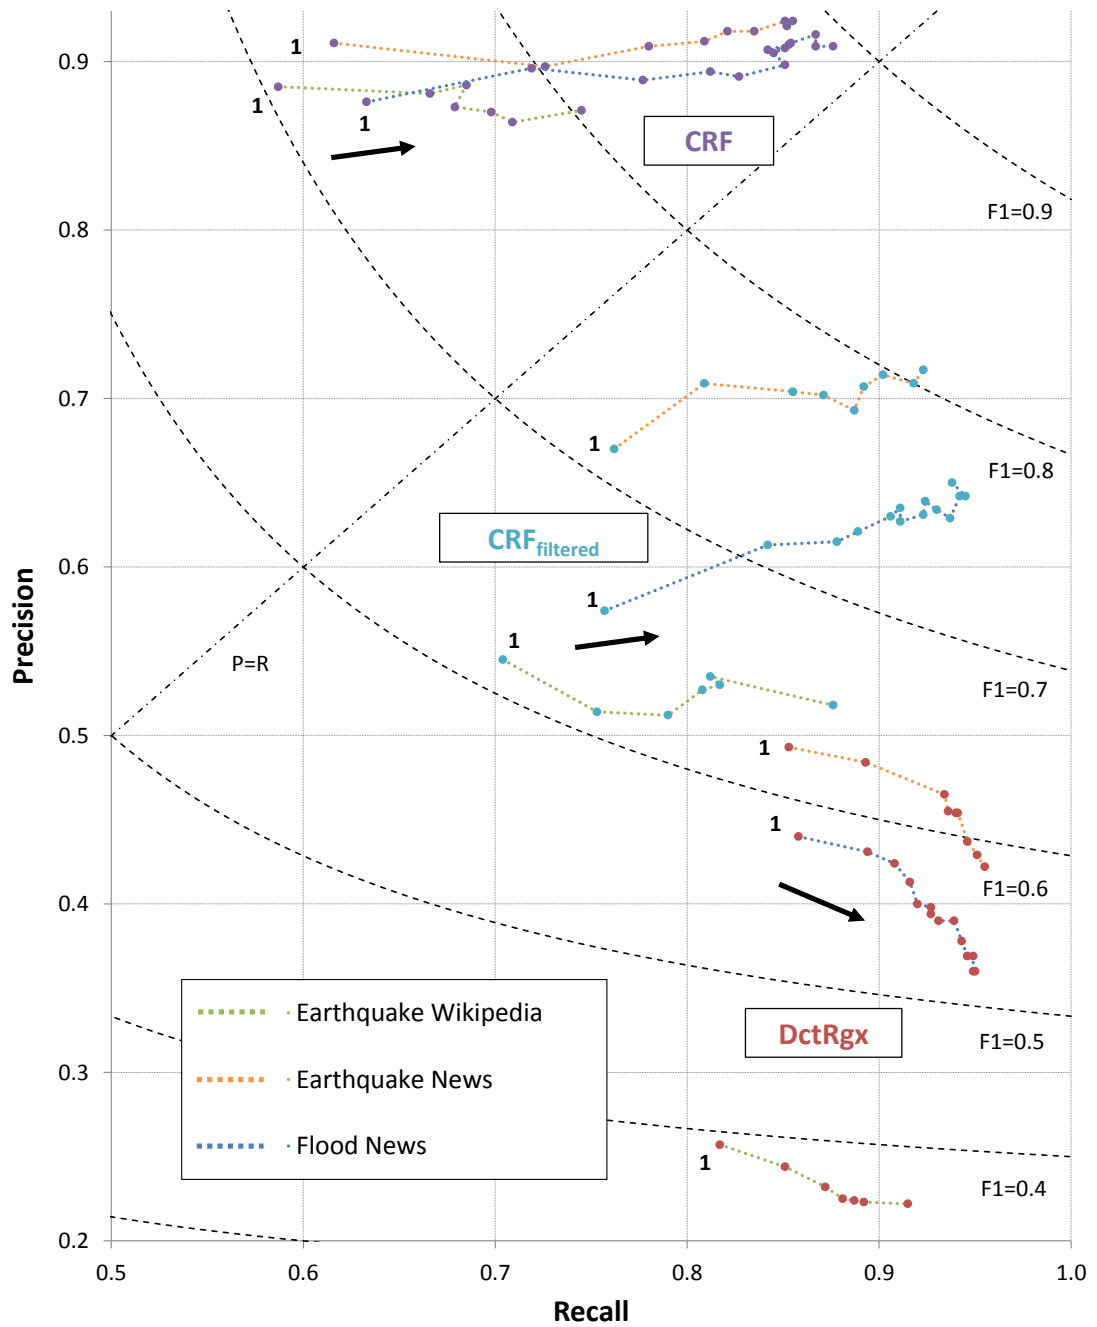 0.9
1
1
1
CRF
F1=0.9
0.8
0.7
1
F1=0.8
CRFfiltered
0.6
1
1
P=R
F1=0.7
Precision
0.5
1
1
F1=0.6
0.4
Earthquake Wikipedia
DctRgx
F1=0.5
0.3
Earthquake News
Flood News
1
F1=0.4
0.2
0.5 0.6 0.7 0.8 0.9 1.0
Recall